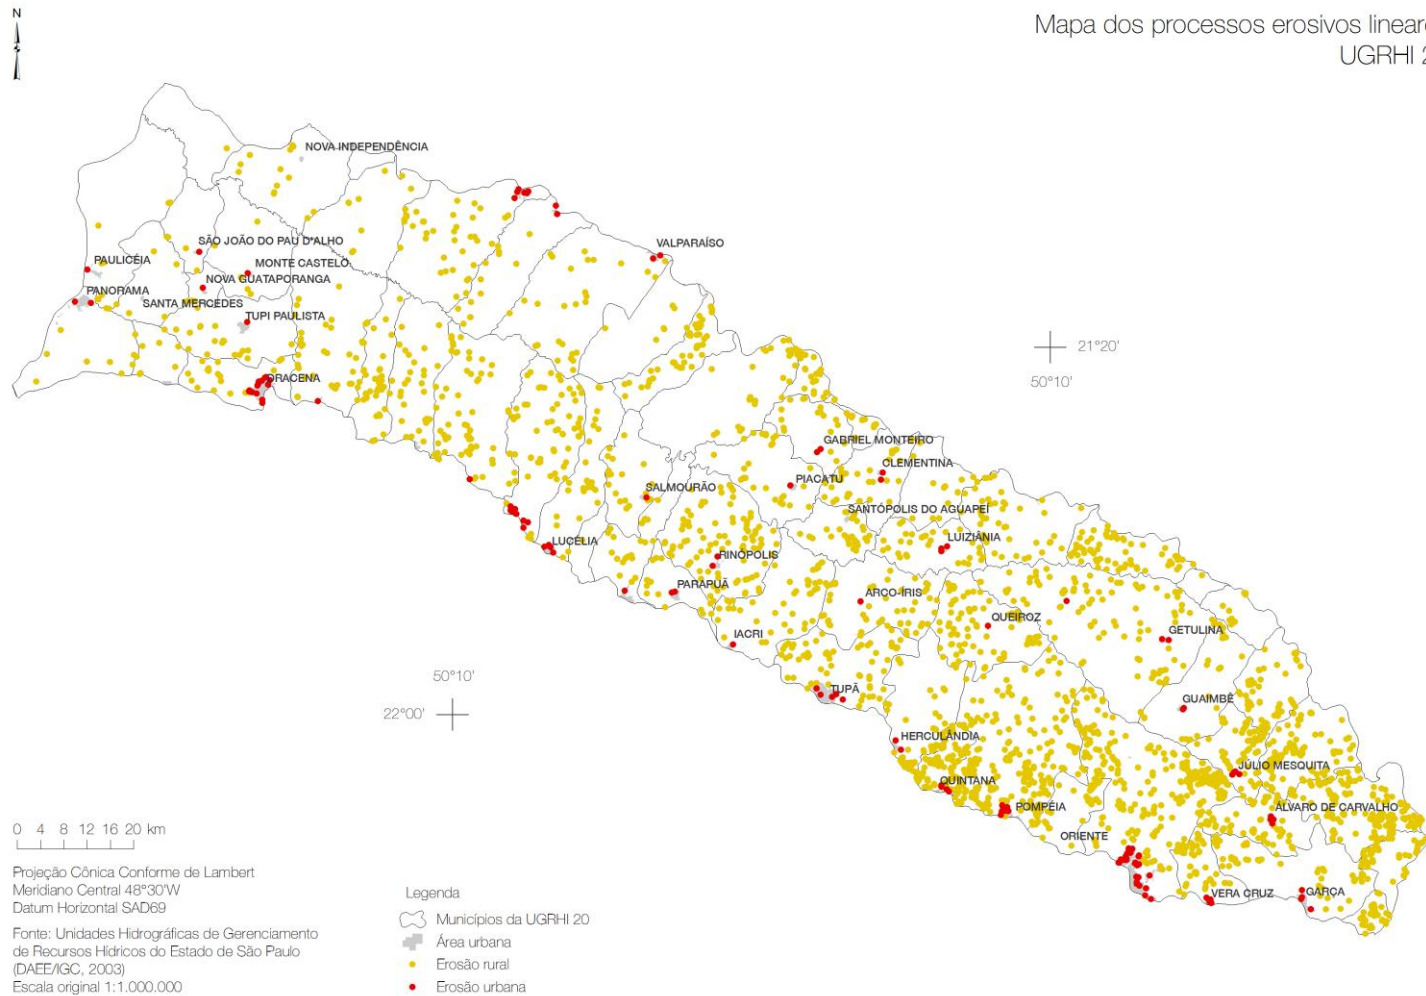 N
Mapa dos processos erosivos linear
UGRHI 2
NOVA INDEPENDÊNCIA
SÃO JOÃO DO PAU D'ALHO
VALPARAÍSO
PAULICÉIA
MONTE CASTELO
NOVA GUATAPORANGA
PANORAMA
SANTA MERCEDES
TUPI PAULISTA
21°20'
DRACENA
50°10'
GABRIEL MONTEIRO
CLEMENTINA
SALMOURÃO
PIACATU
SANTÓPOLIS DO AGUAPEÍ
LUCÉLIA
LUIZIÂNIA
RINÓPOLIS
PARAPUÃ
ARCO-ÍRIS
QUEIROZ
IACRI
GETULINA
50°10'
TUPÃ
GUAIMBÊ
22°00'
HERCULÂNDIA
JÚLIO MESQUITA
QUINTANA
POMPÉIA
ÁLVARO DE CARVALHO
ORIENTE
VERA CRUZ
GARÇA
0 4 8 12 16 20 km
Projeção Cônica Conforme de Lambert
Meridiano Central 48°30'W
Datum Horizontal SAD69
Fonte: Unidades Hidrográficas de Gerenciamento
de Recursos Hídricos do Estado de São Paulo
(DAEE/IGC, 2003)
Escala original 1:1.000.000
Legenda
Municípios da UGRHI 20
Área urbana
Erosão rural
Erosão urbana